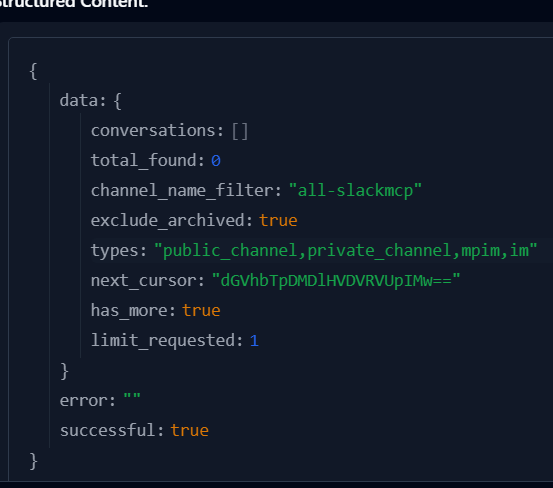 Structured Content:
{
data: {
conversations: []
total_found: 0
channel_name_filter: "all-slackmcp"
exclude_archived: true
types: "public_channel,private_channel,mpim,im"
next_cursor: "dGVhbTpDMDlHVDVRVUpIMw=="
has_more: true
limit_requested: 1
}
error: ""
successful: true
}